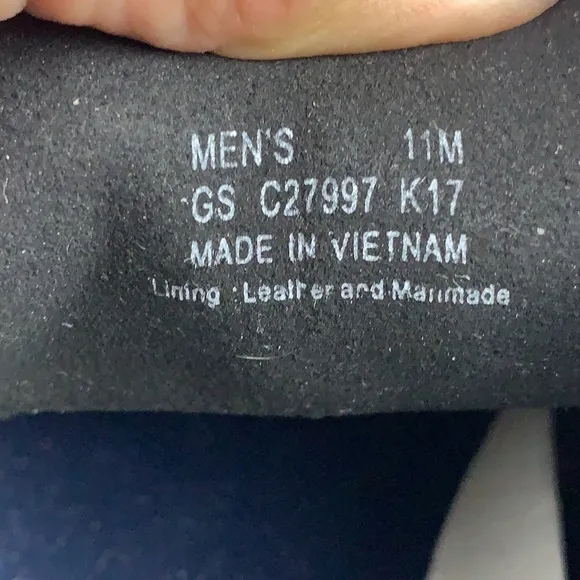 MEN'S 11M
GS C27997 K17
MADE IN VIETNAM
Lining : Leather and Manmade